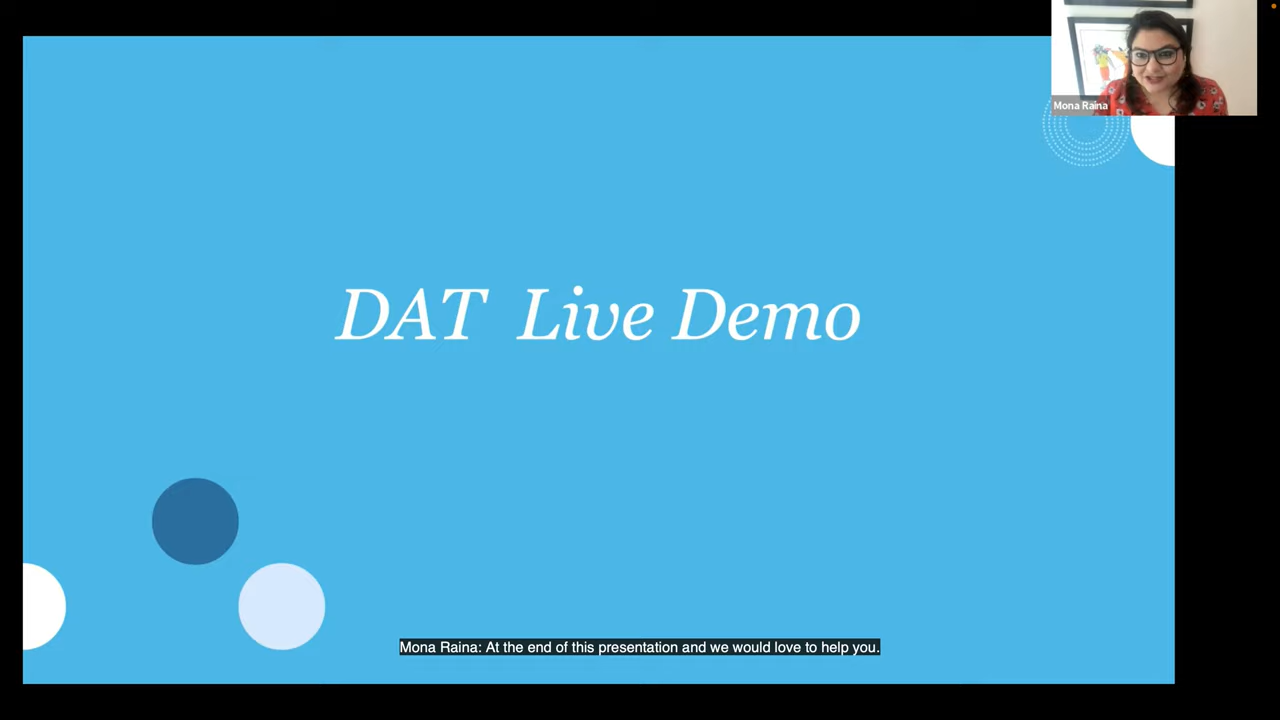 Mona Raina
DAT Live Demo
Mona Raina: At the end of this presentation and we would love to help you.